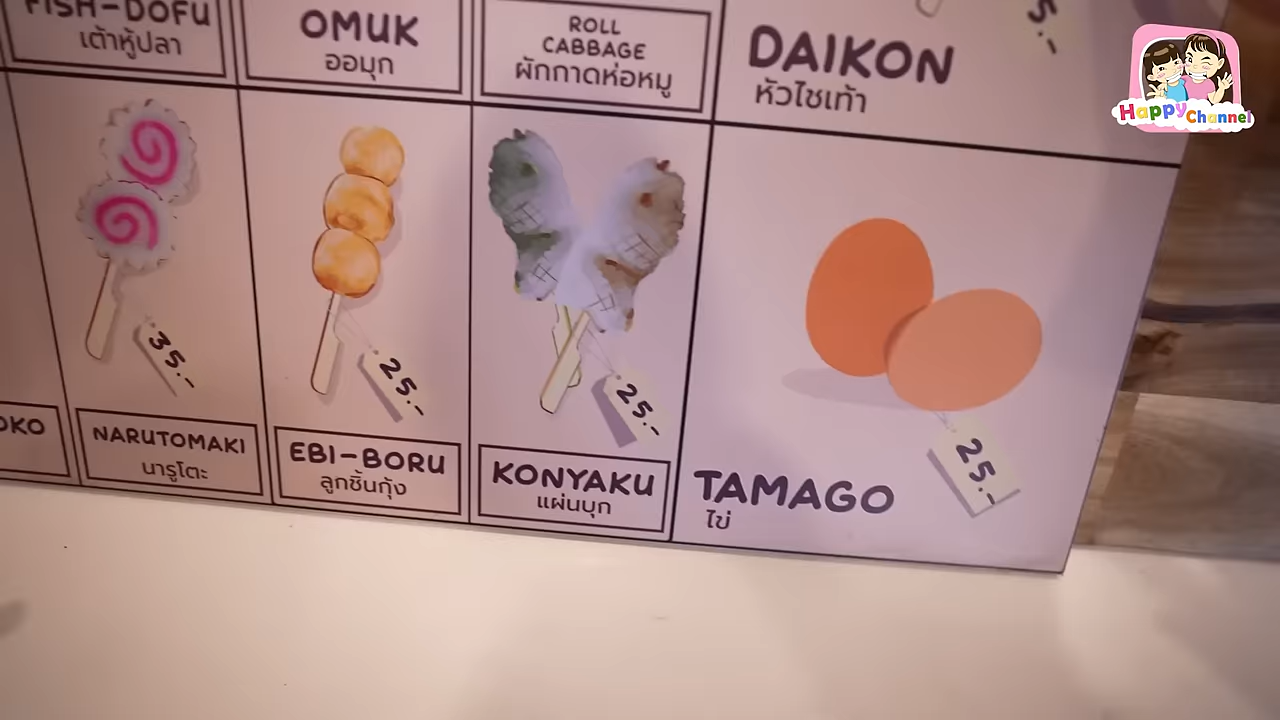 FISH-DOFU
เต้าหู้ปลา
OMUK
ออมุก
ROLL
CABBAGE
ผักกาดห่อหมู
DAIKON
หัวไชเท้า
5.-
Happy Channel
35.-
25.-
25.-
25.-
OKO
NARUTOMAKI
นารูโตะ
EBI-BORU
ลูกชิ้นกุ้ง
KONYAKU
แผ่นบุก
TAMAGO
ไข่